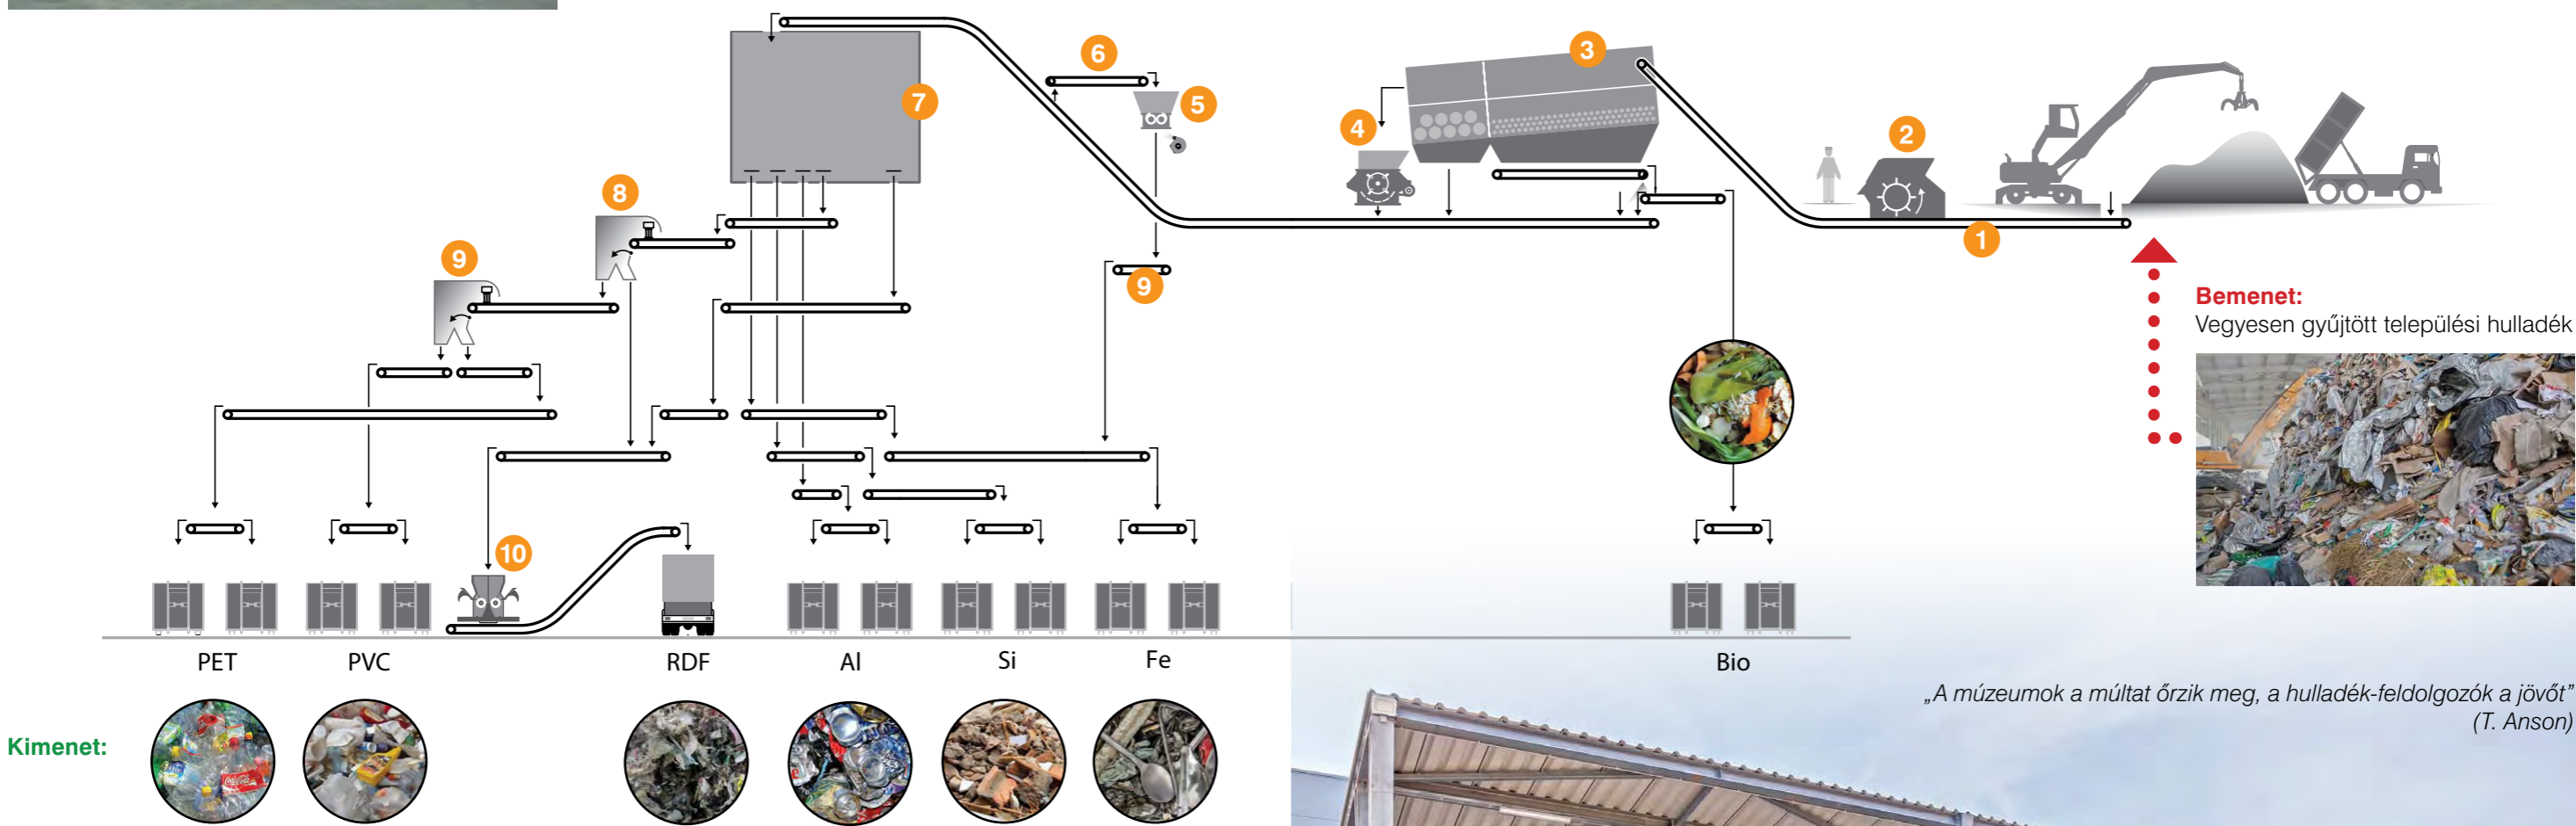 6
3
7
5
4
2
8
1
9
9
Bemenet:
Vegyesen gyűjtött települési hulladék
10
PET
PVC
RDF
Al
Si
Fe
Bio
„A múzeumok a múltat őrzik meg, a hulladék-feldolgozók a jövőt”
(T. Anson)
Kimenet: